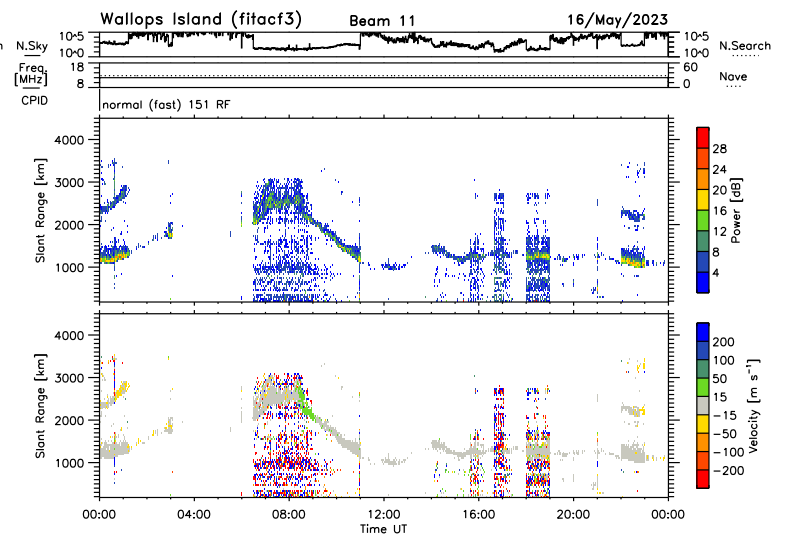 Wallops Island (fitacf3) Beam 11 16/May/2023
n N.Sky 10^5 10^0 10^5 10^0 N.Search
Freq. [MHz] 18 8 60 0 Nave
CPID normal (fast) 151 RF
Slant Range [km]
4000
3000
2000
1000
28
24
20
16
12
8
4
Power [dB]
Slant Range [km]
4000
3000
2000
1000
200
100
50
15
−15
−50
−100
−200
Velocity [m s⁻¹]
00:00 04:00 08:00 12:00 16:00 20:00 00:00
Time UT